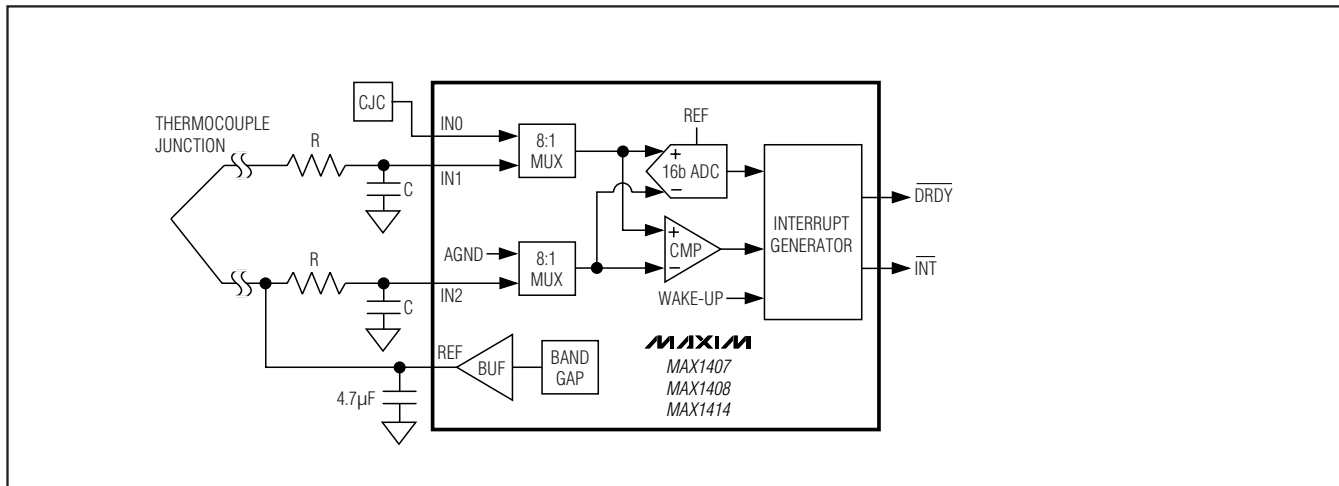 CJC
IN0
THERMOCOUPLE
JUNCTION
R
8:1
MUX
REF
+
16b ADC
−
IN1
C
DRDY
INTERRUPT
GENERATOR
AGND
8:1
MUX
+
CMP
−
INT
R
IN2
C
WAKE-UP
REF
BUF
BAND
GAP
MAXIM
MAX1407
MAX1408
MAX1414
4.7µF